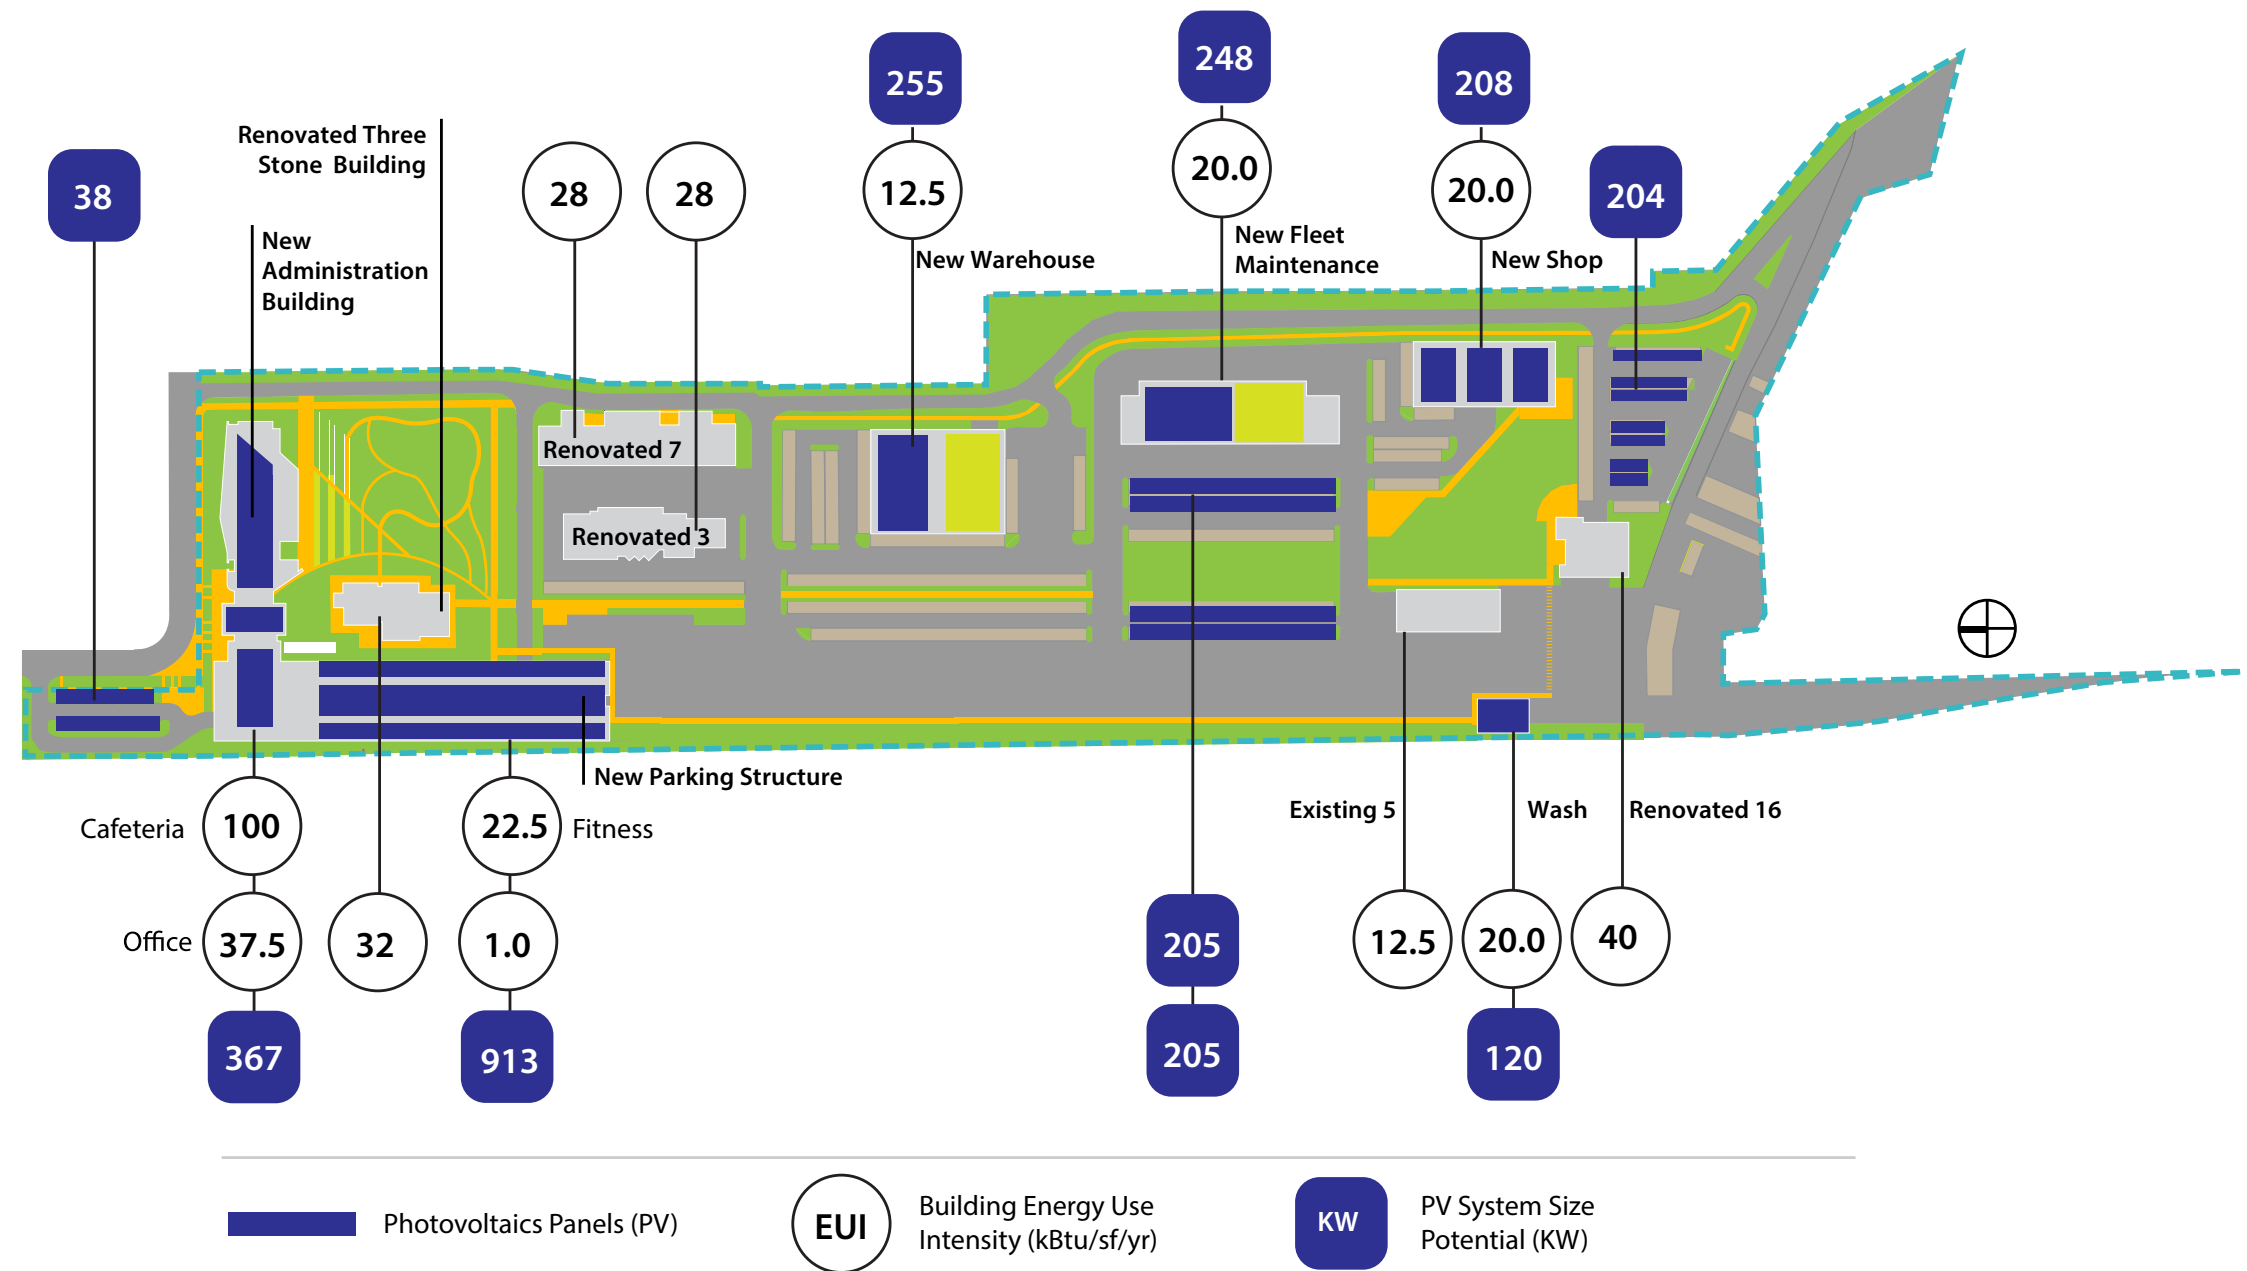 248
255
208
Renovated Three
Stone Building
38
28
28
12.5
20.0
20.0
204
New
Administration
Building
New Warehouse
New Fleet
Maintenance
New Shop
Renovated 7
Renovated 3
New Parking Structure
Cafeteria
100
22.5
Fitness
Existing 5
Wash
Renovated 16
Office
37.5
32
1.0
205
12.5
20.0
40
367
913
205
120
Photovoltaics Panels (PV)
EUI
Building Energy Use
Intensity (kBtu/sf/yr)
KW
PV System Size
Potential (KW)